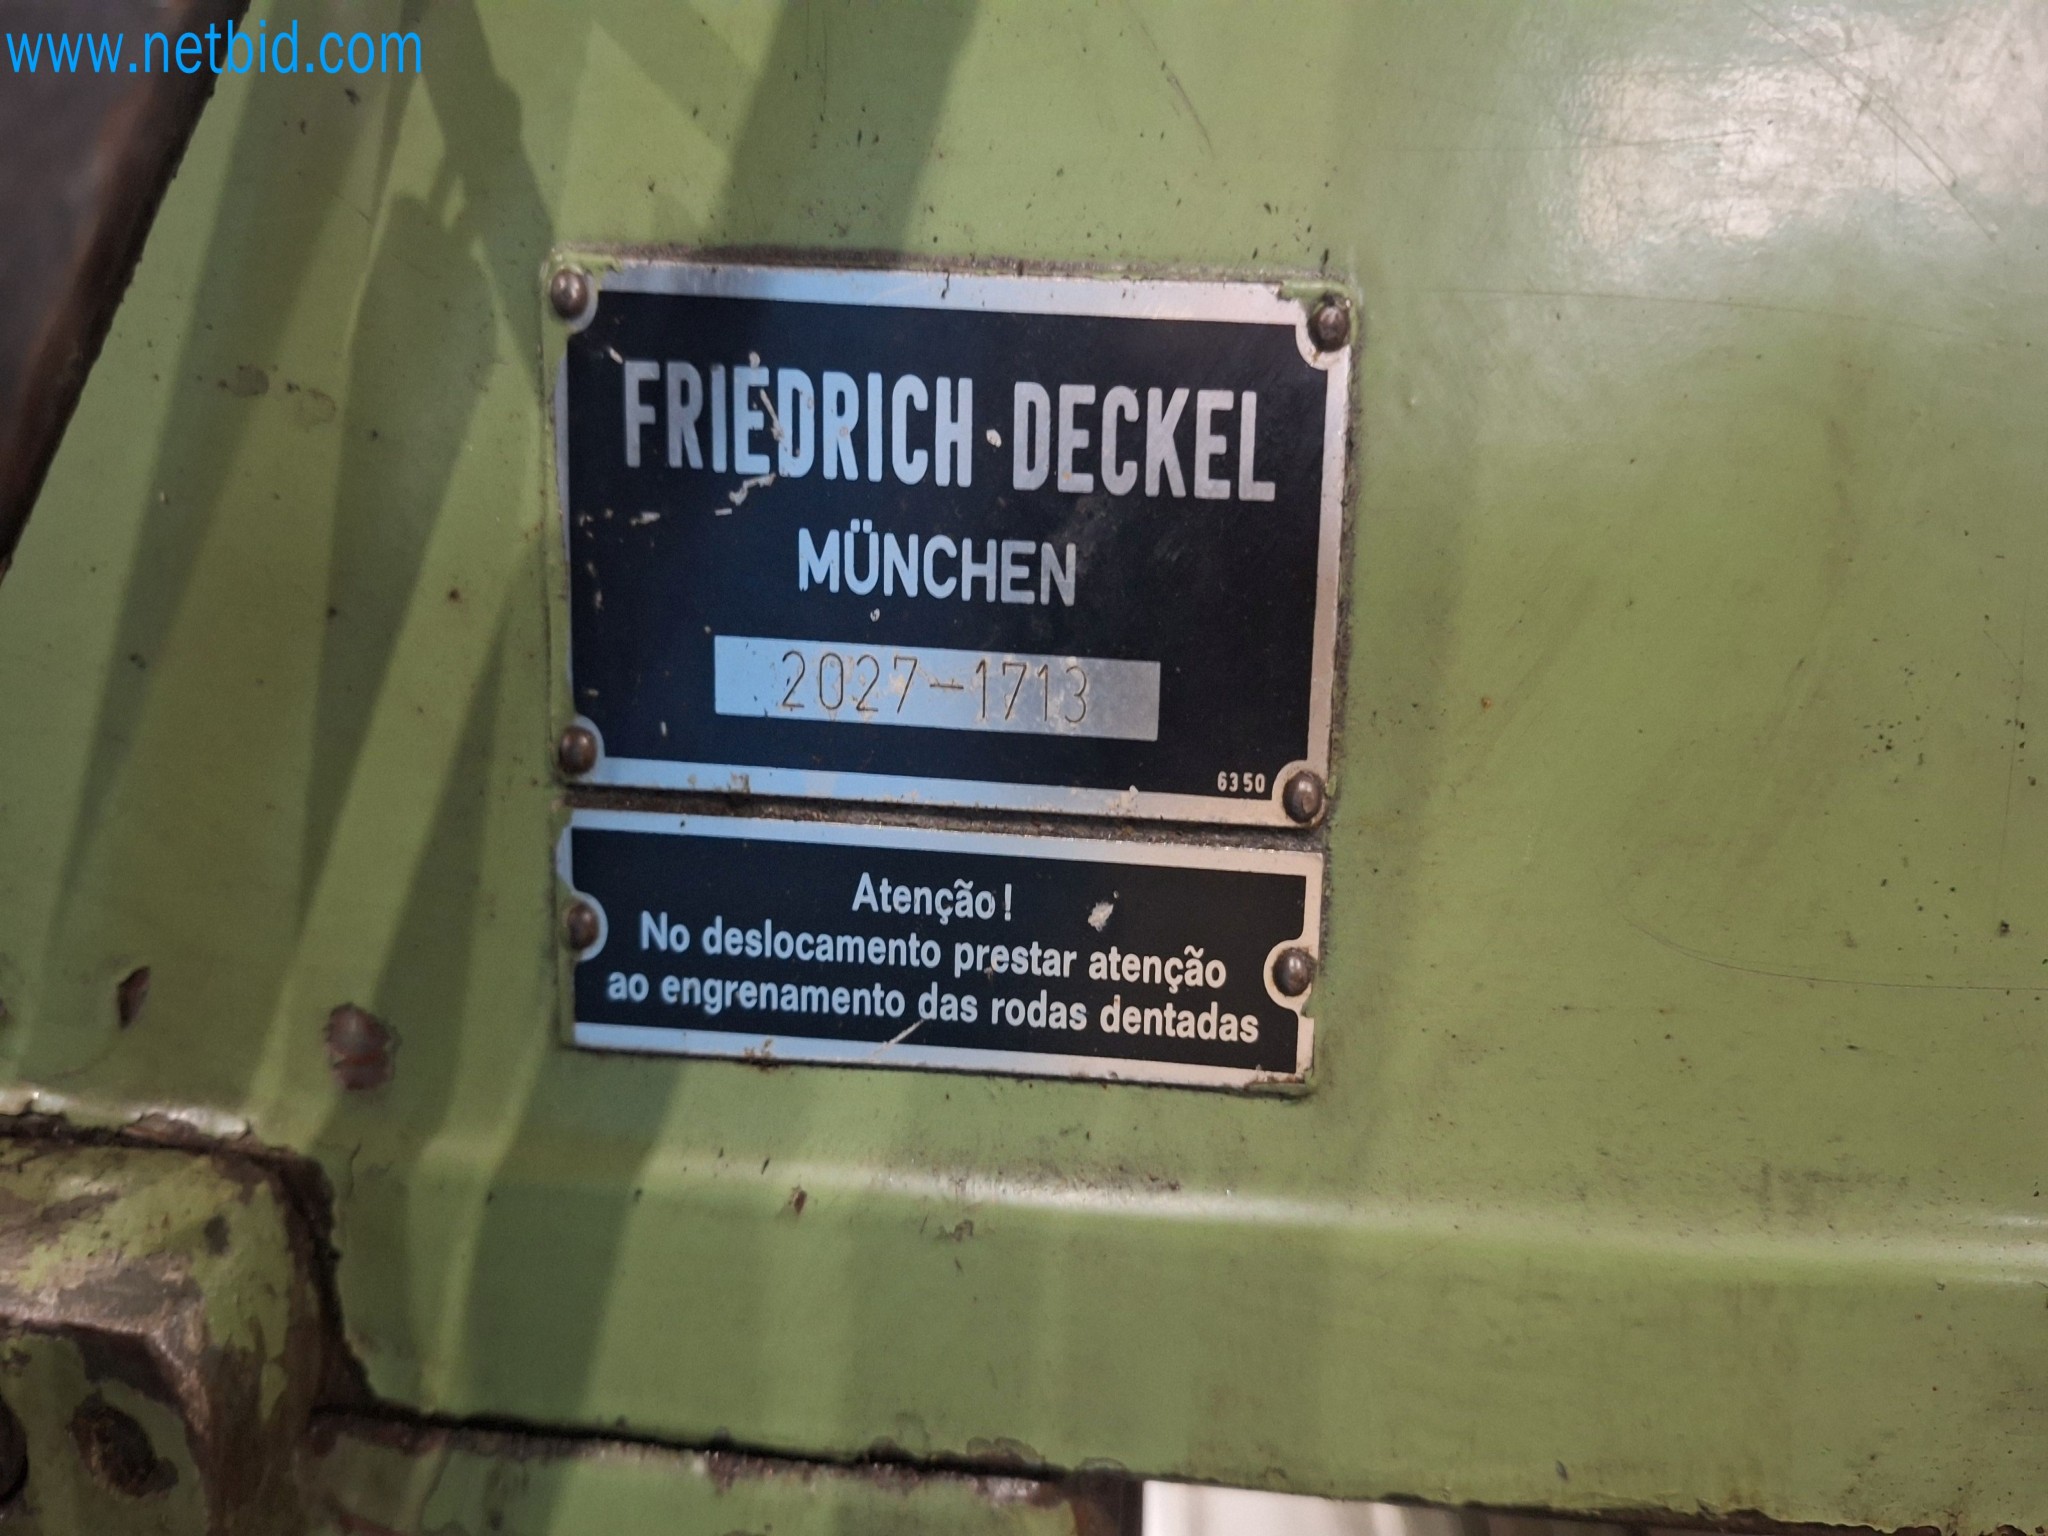 www.netbid.com
FRIEDRICH · DECKEL
MÜNCHEN
2027-1713
6350
Atenção!
No deslocamento prestar atenção
ao engrenamento das rodas dentadas